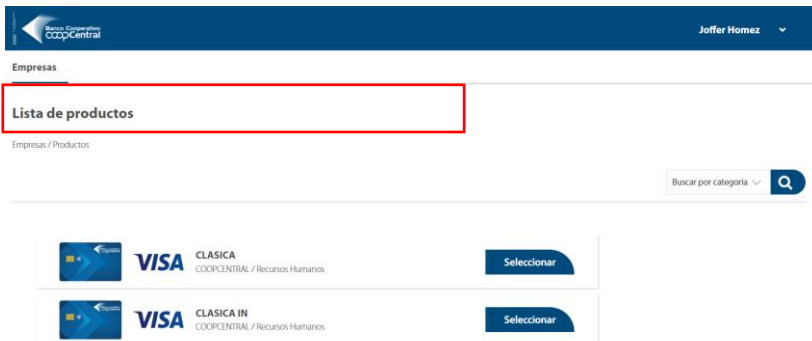 Banco Cooperativo
coopCentral
Joffer Homez
Empresas
Lista de productos
Empresas / Productos
Buscar por categoría
VISA
CLASICA
COOPCENTRAL / Recursos Humanos
Seleccionar
VISA
CLASICA IN
COOPCENTRAL / Recursos Humanos
Seleccionar